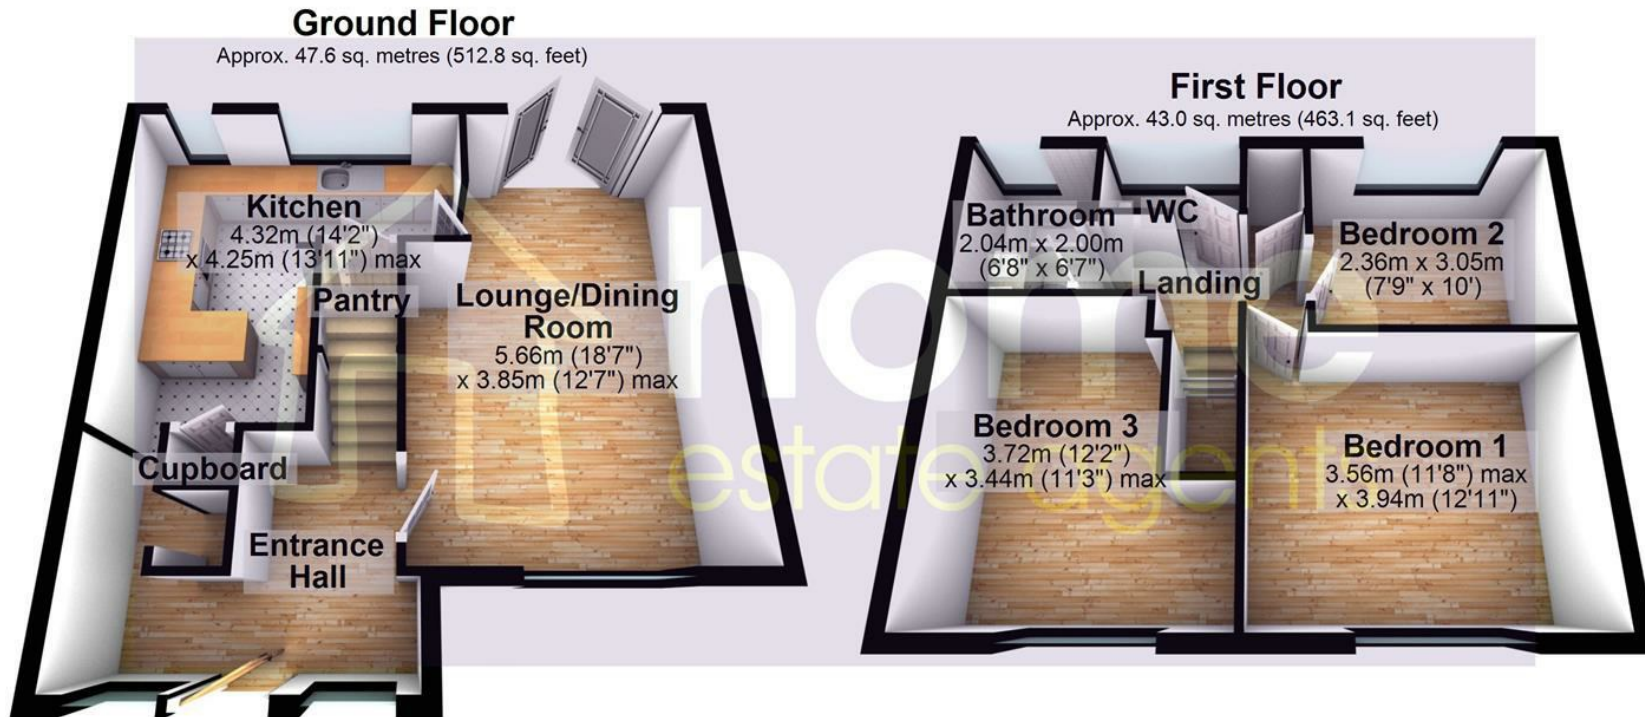 Ground Floor
Approx. 47.6 sq. metres (512.8 sq. feet)
Kitchen
4.32m (14'2")
x 4.25m (13'11") max
Pantry
Lounge/Dining
Room
5.66m (18'7")
x 3.85m (12'7") max
Cupboard
Entrance
Hall
First Floor
Approx. 43.0 sq. metres (463.1 sq. feet)
Bathroom
2.04m x 2.00m
(6'8" x 6'7")
WC
Landing
Bedroom 2
2.36m x 3.05m
(7'9" x 10')
Bedroom 3
3.72m (12'2")
x 3.44m (11'3") max
Bedroom 1
3.56m (11'8") max
x 3.94m (12'11")
home
estate agent